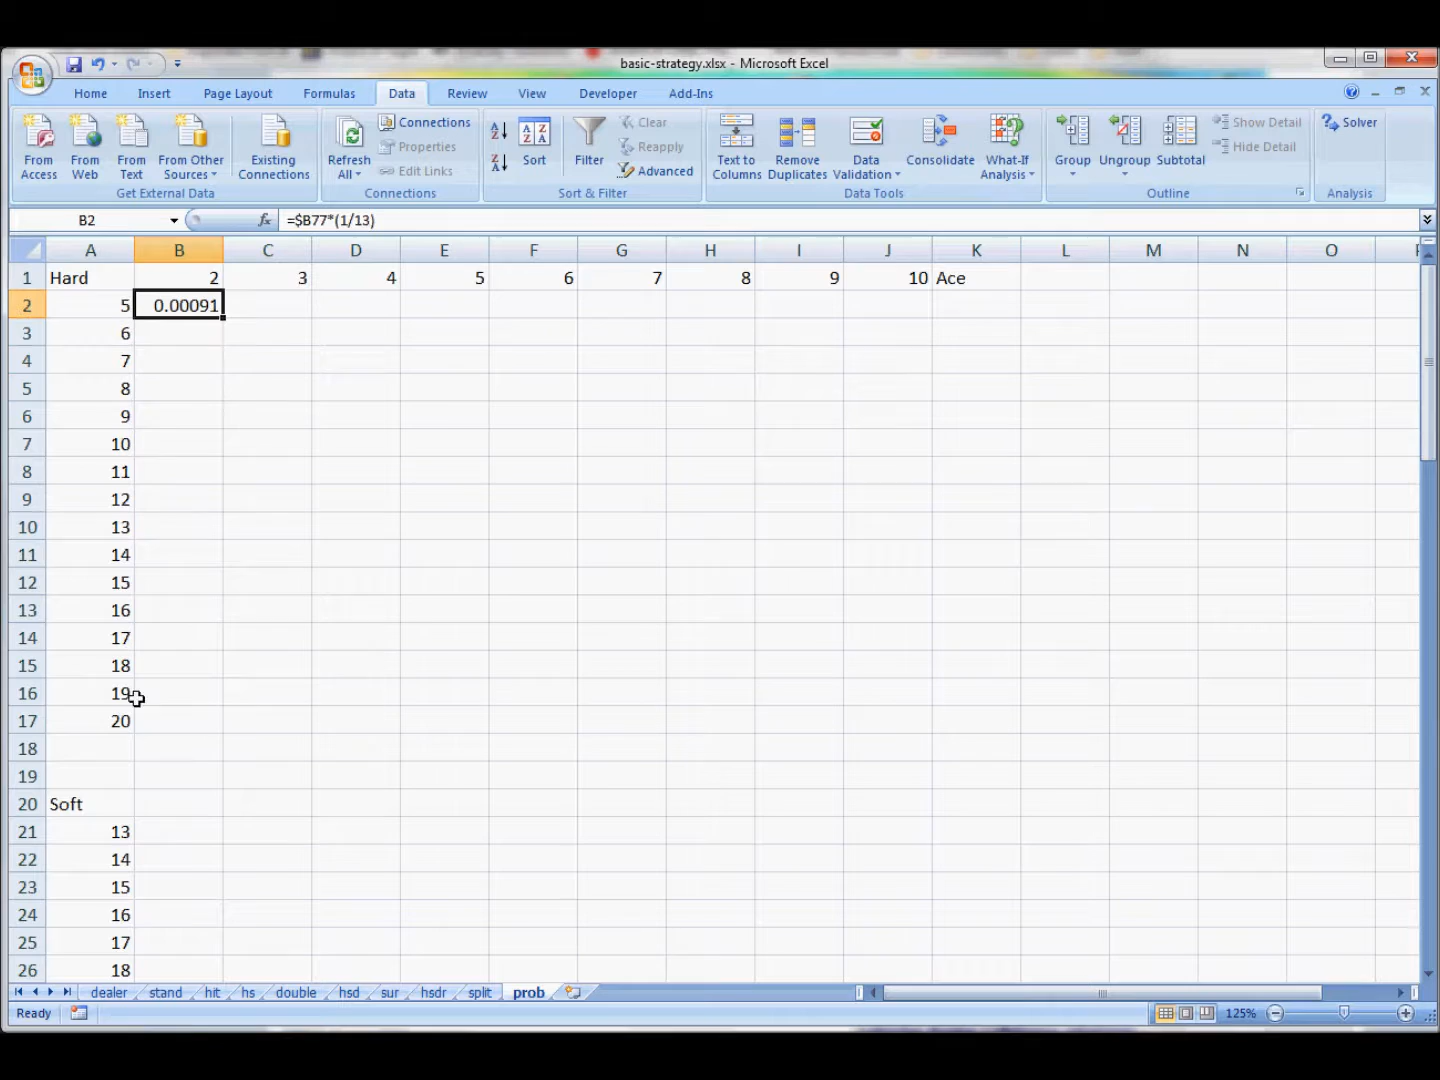 basic-strategy.xlsx - Microsoft Excel
Home Insert Page Layout Formulas Data Review View Developer Add-Ins
From Access
From Web
From Text
From Other Sources
Existing Connections
Get External Data
Refresh All
Connections
Properties
Edit Links
Connections
Sort
Filter
Clear
Reapply
Advanced
Sort & Filter
Text to Columns
Remove Duplicates
Data Validation
Consolidate
What-If Analysis
Data Tools
Group
Ungroup
Subtotal
Show Detail
Hide Detail
Outline
Solver
Analysis
B2 fx =$B77*(1/13)
A B C D E F G H I J K L M N O
1 Hard 2 3 4 5 6 7 8 9 10 Ace
2 5 0.00091
3 6
4 7
5 8
6 9
7 10
8 11
9 12
10 13
11 14
12 15
13 16
14 17
15 18
16 19
17 20
18
19
20 Soft
21 13
22 14
23 15
24 16
25 17
26 18
dealer stand hit hs double hsd sur hsdr split prob
Ready 125%